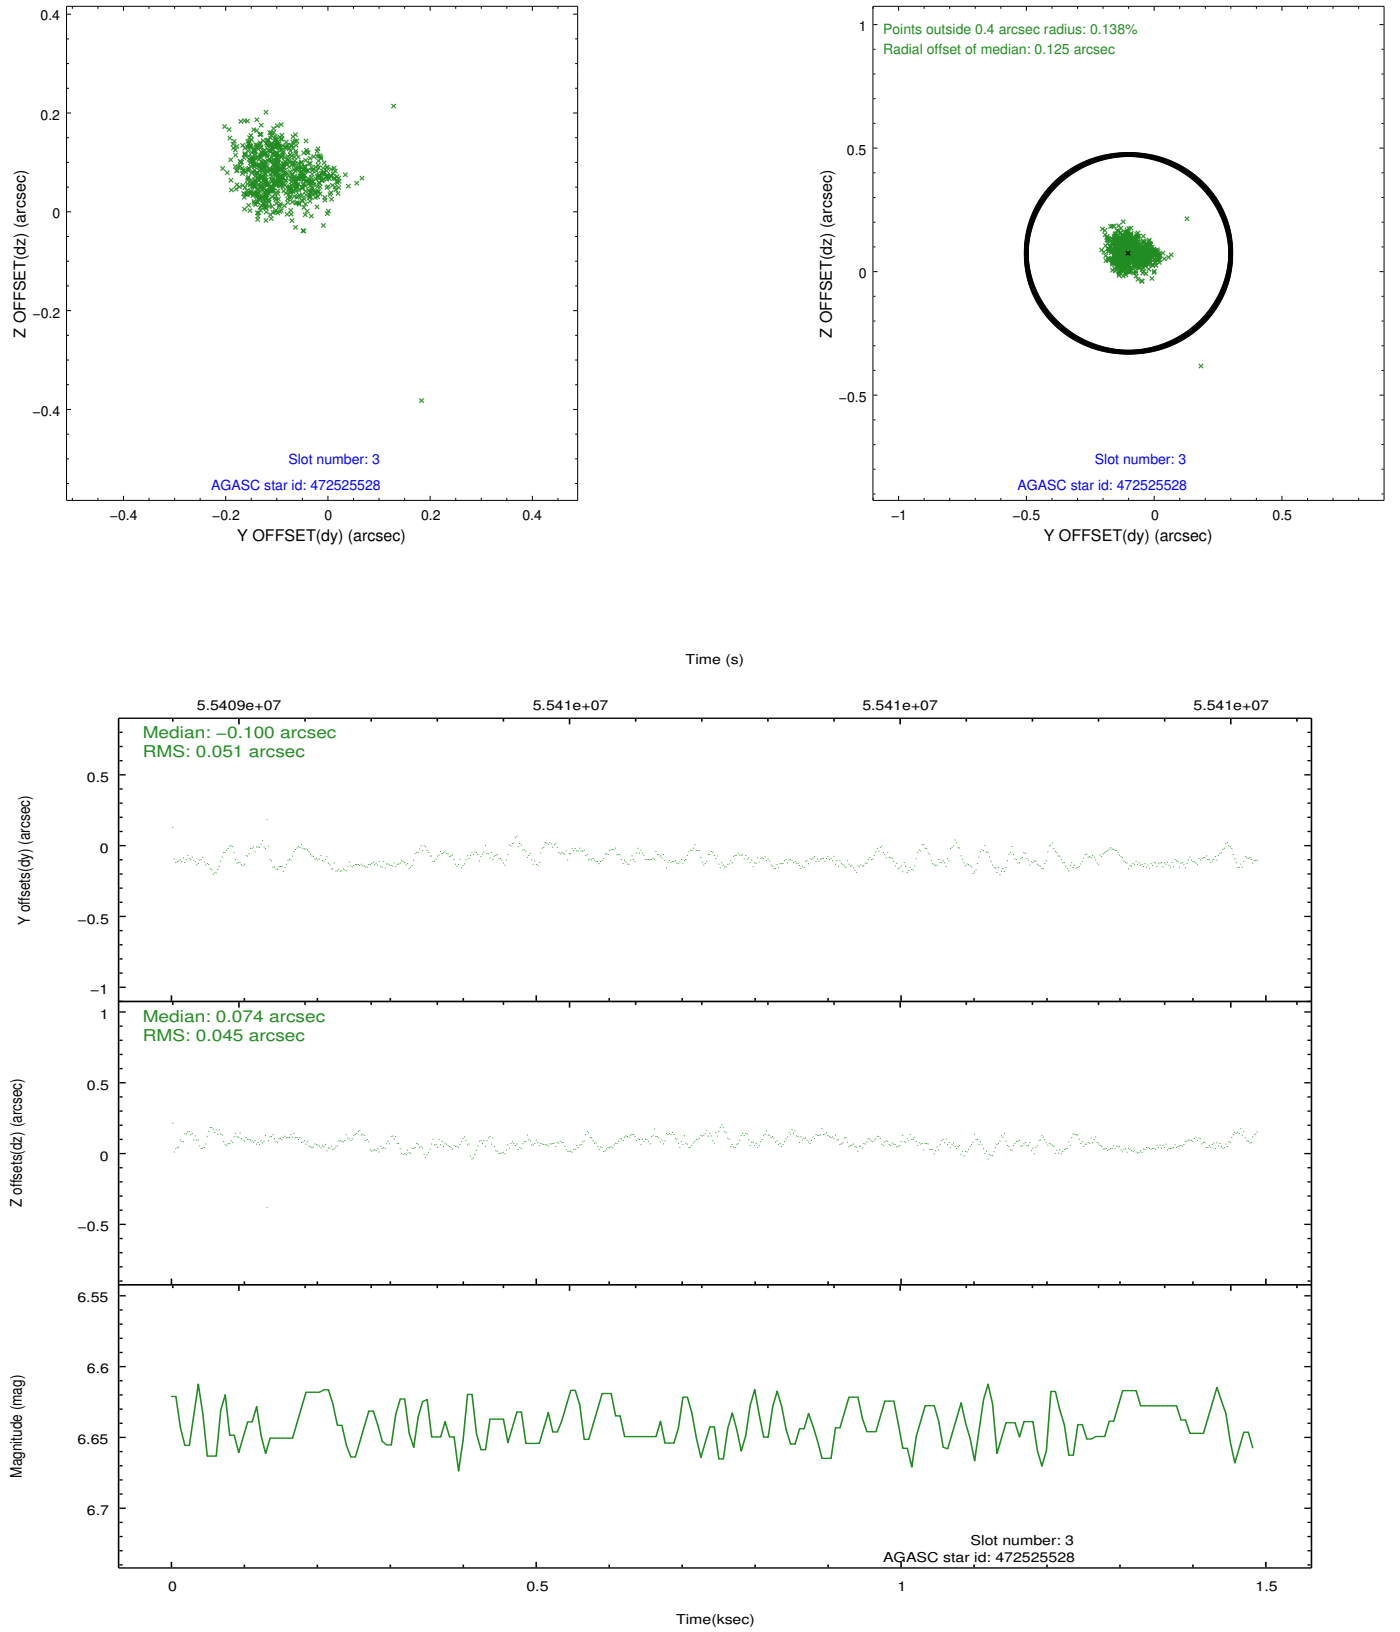 0.4
0.2
0
−0.2
−0.4
Z OFFSET(dz) (arcsec)
Slot number: 3
AGASC star id: 472525528
−0.4
−0.2
0
0.2
0.4
Y OFFSET(dy) (arcsec)
Points outside 0.4 arcsec radius: 0.138%
Radial offset of median: 0.125 arcsec
1
0.5
0
−0.5
Z OFFSET(dz) (arcsec)
Slot number: 3
AGASC star id: 472525528
−1
−0.5
0
0.5
Y OFFSET(dy) (arcsec)
Time (s)
5.5409e+07
5.541e+07
5.541e+07
5.541e+07
Median: −0.100 arcsec
RMS: 0.051 arcsec
0.5
0
−0.5
−1
Y offsets(dy) (arcsec)
Median: 0.074 arcsec
RMS: 0.045 arcsec
1
0.5
0
−0.5
Z offsets(dz) (arcsec)
6.55
6.6
6.65
6.7
Magnitude (mag)
Slot number: 3
AGASC star id: 472525528
0
0.5
1
1.5
Time(ksec)